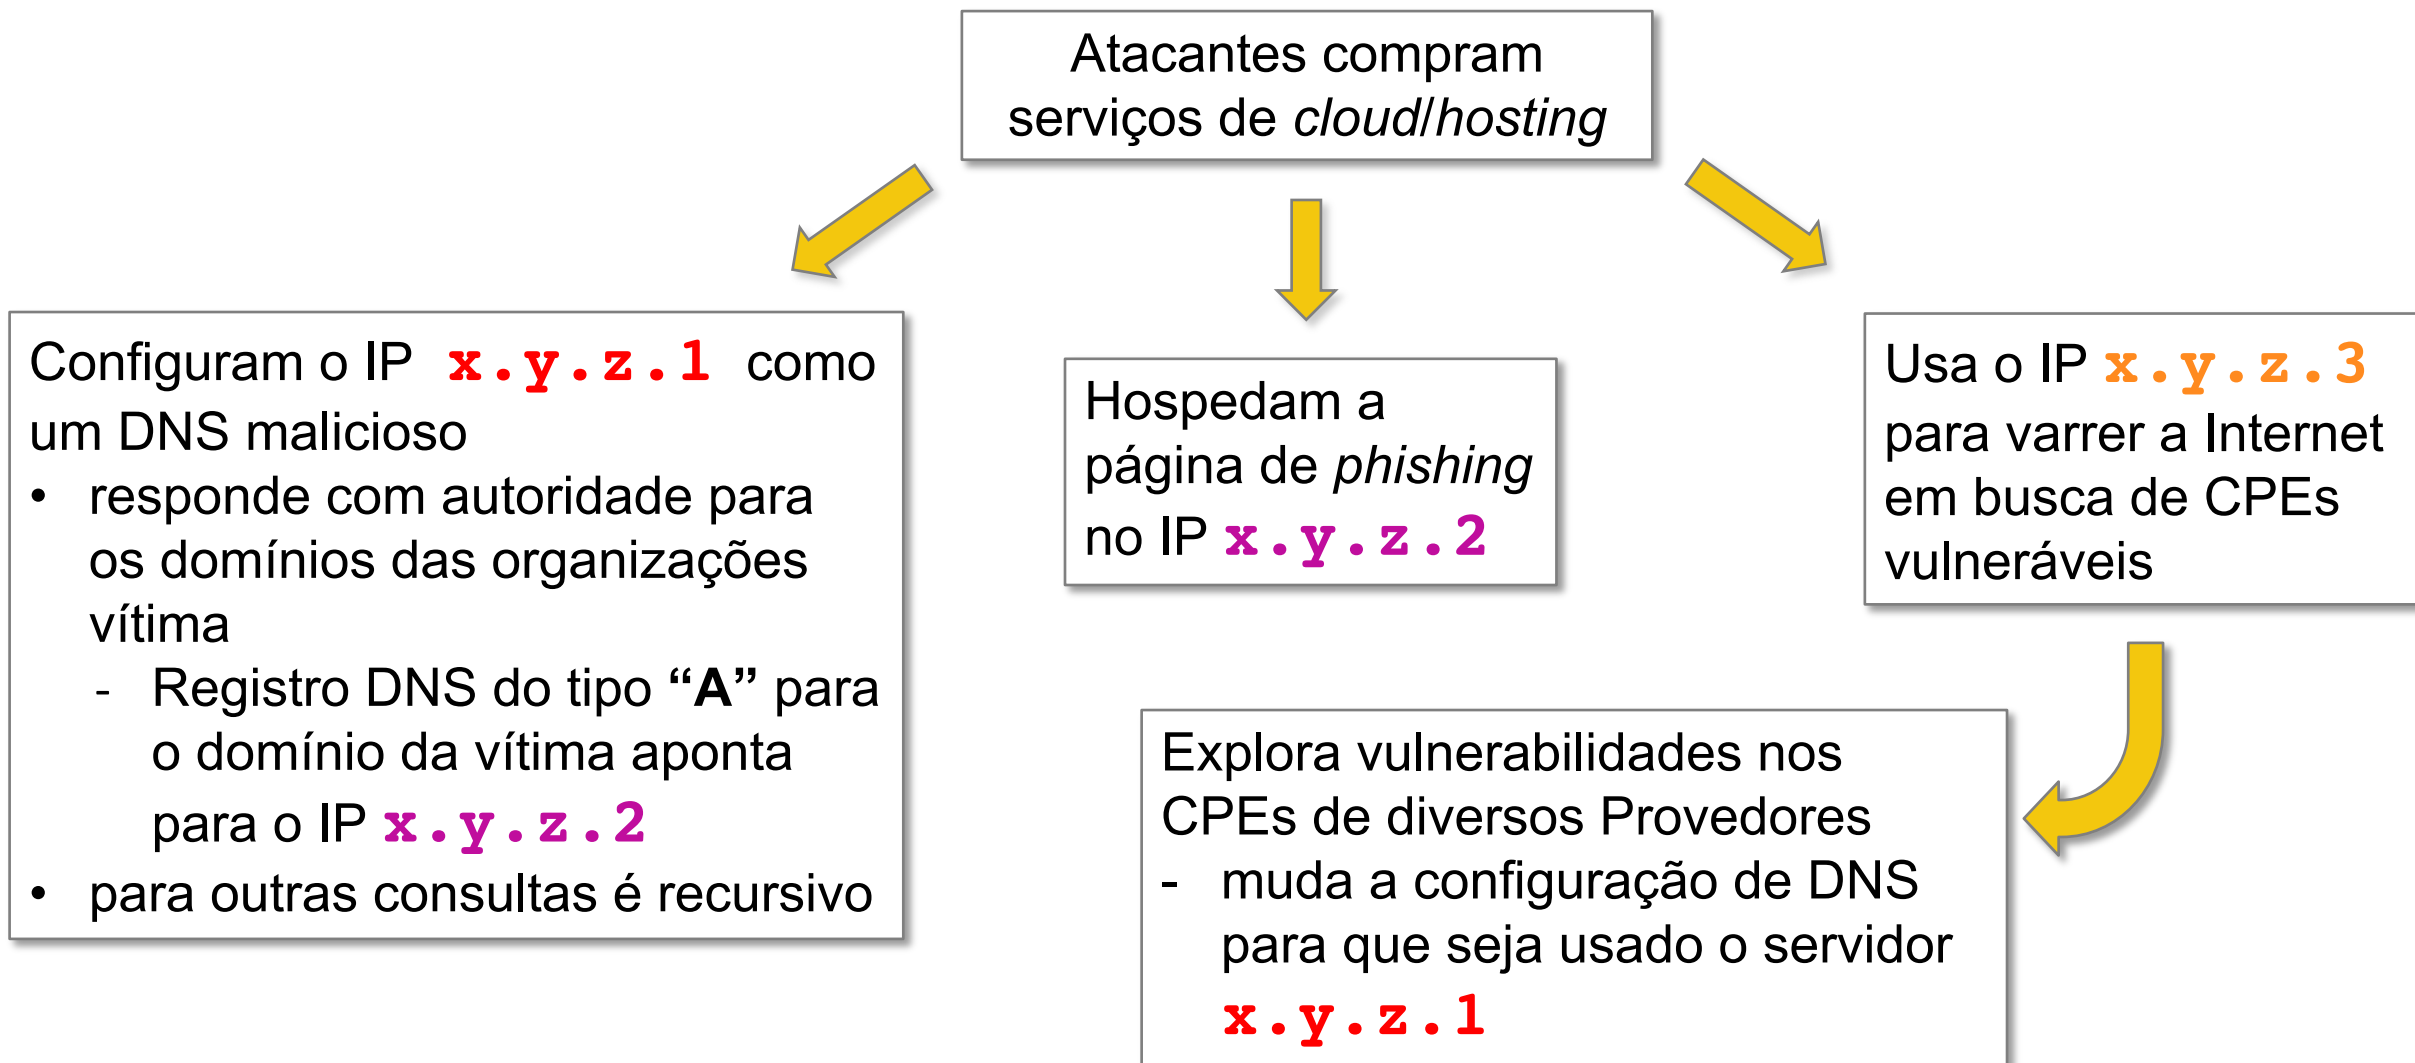 Atacantes compram
serviços de cloud/hosting
Configuram o IP x.y.z.1 como
um DNS malicioso
• responde com autoridade para
os domínios das organizações
vítima
- Registro DNS do tipo “A” para
o domínio da vítima aponta
para o IP x.y.z.2
• para outras consultas é recursivo
Hospedam a
página de phishing
no IP x.y.z.2
Usa o IP x.y.z.3
para varrer a Internet
em busca de CPEs
vulneráveis
Explora vulnerabilidades nos
CPEs de diversos Provedores
- muda a configuração de DNS
para que seja usado o servidor
x.y.z.1